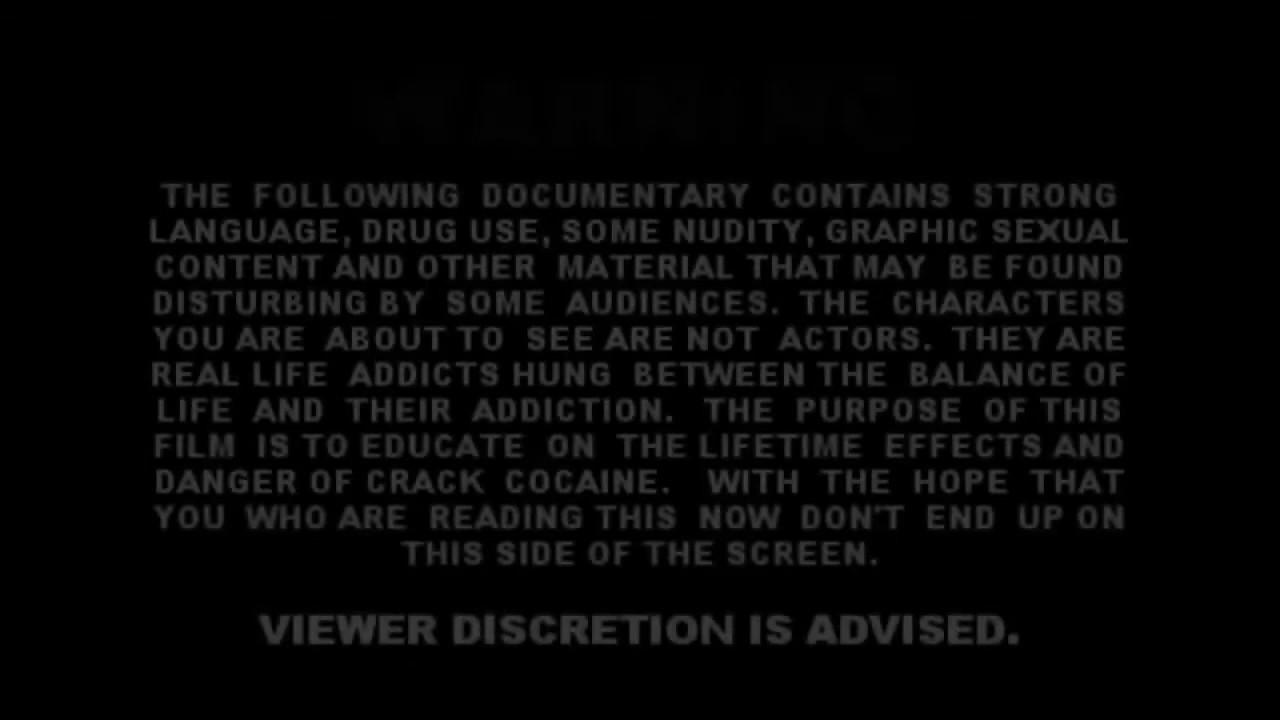 WARNING
THE FOLLOWING DOCUMENTARY CONTAINS STRONG
LANGUAGE, DRUG USE, SOME NUDITY, GRAPHIC SEXUAL
CONTENT AND OTHER MATERIAL THAT MAY BE FOUND
DISTURBING BY SOME AUDIENCES. THE CHARACTERS
YOU ARE ABOUT TO SEE ARE NOT ACTORS. THEY ARE
REAL LIFE ADDICTS HUNG BETWEEN THE BALANCE OF
LIFE AND THEIR ADDICTION. THE PURPOSE OF THIS
FILM IS TO EDUCATE ON THE LIFETIME EFFECTS AND
DANGER OF CRACK COCAINE. WITH THE HOPE THAT
YOU WHO ARE READING THIS NOW DON'T END UP ON
THIS SIDE OF THE SCREEN.
VIEWER DISCRETION IS ADVISED.